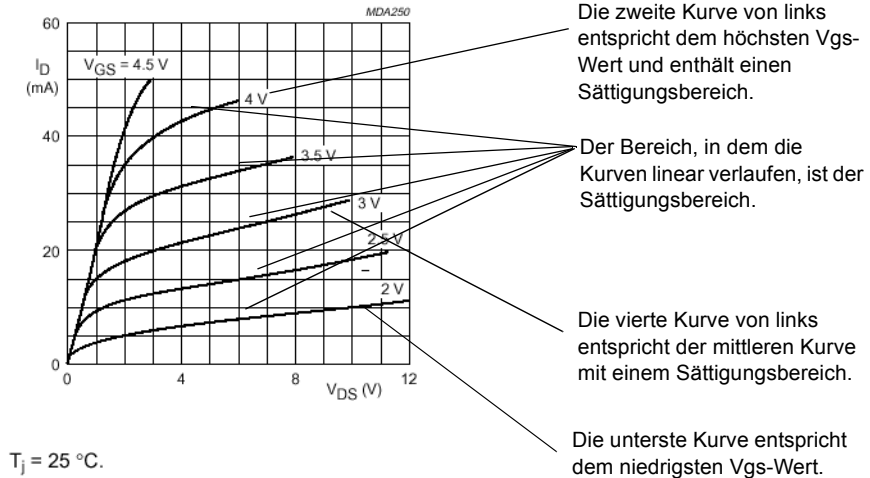 MDA250
60
I_D
(mA)
V_GS = 4.5 V
4 V
40
3.5 V
3 V
2.5 V
20
2 V
0
0
4
8
12
V_DS (V)
T_j = 25 °C.
Die zweite Kurve von links
entspricht dem höchsten Vgs-
Wert und enthält einen
Sättigungsbereich.
Der Bereich, in dem die
Kurven linear verlaufen, ist der
Sättigungsbereich.
Die vierte Kurve von links
entspricht der mittleren Kurve
mit einem Sättigungsbereich.
Die unterste Kurve entspricht
dem niedrigsten Vgs-Wert.